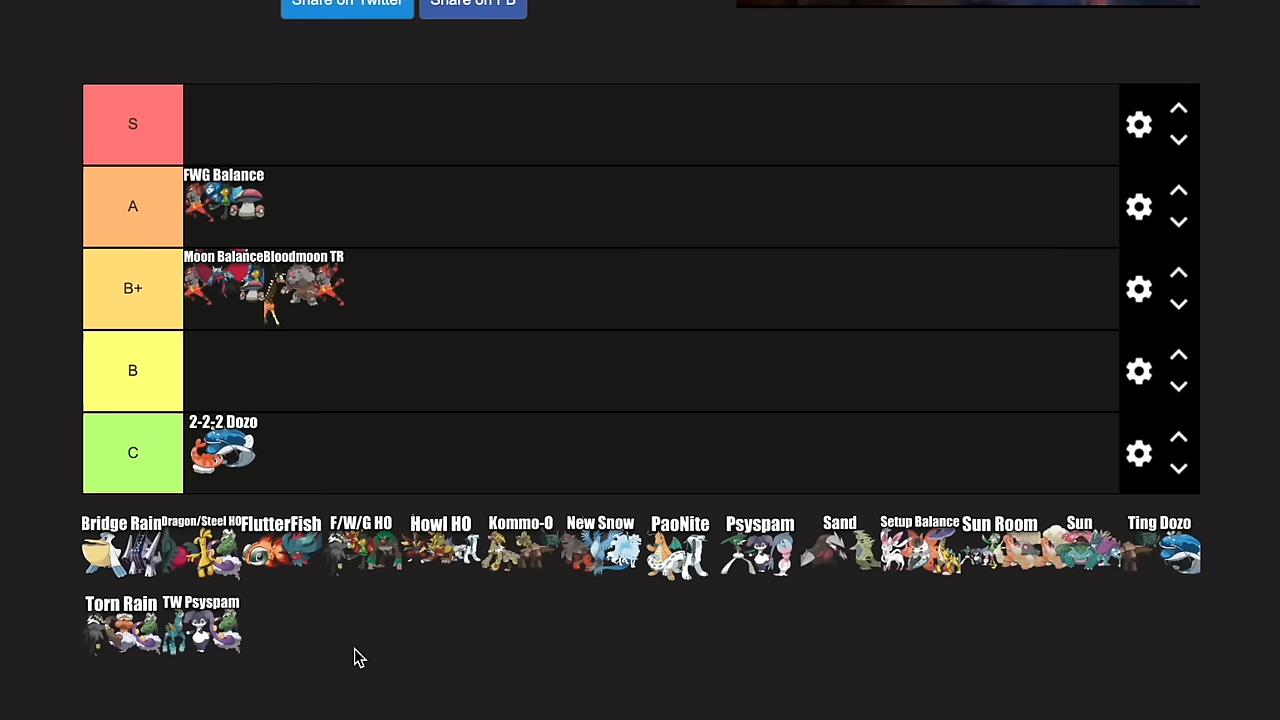 Share on Twitter Share on FB
S
FWG Balance
A
Moon Balance Bloodmoon TR
B+
B
2-2-2 Dozo
C
Bridge Rain Dragon/Steel HO FlutterFish F/W/G HO Howl HO Kommo-O New Snow PaoNite Psyspam Sand Setup Balance Sun Room Sun Ting Dozo
Torn Rain TW Psyspam